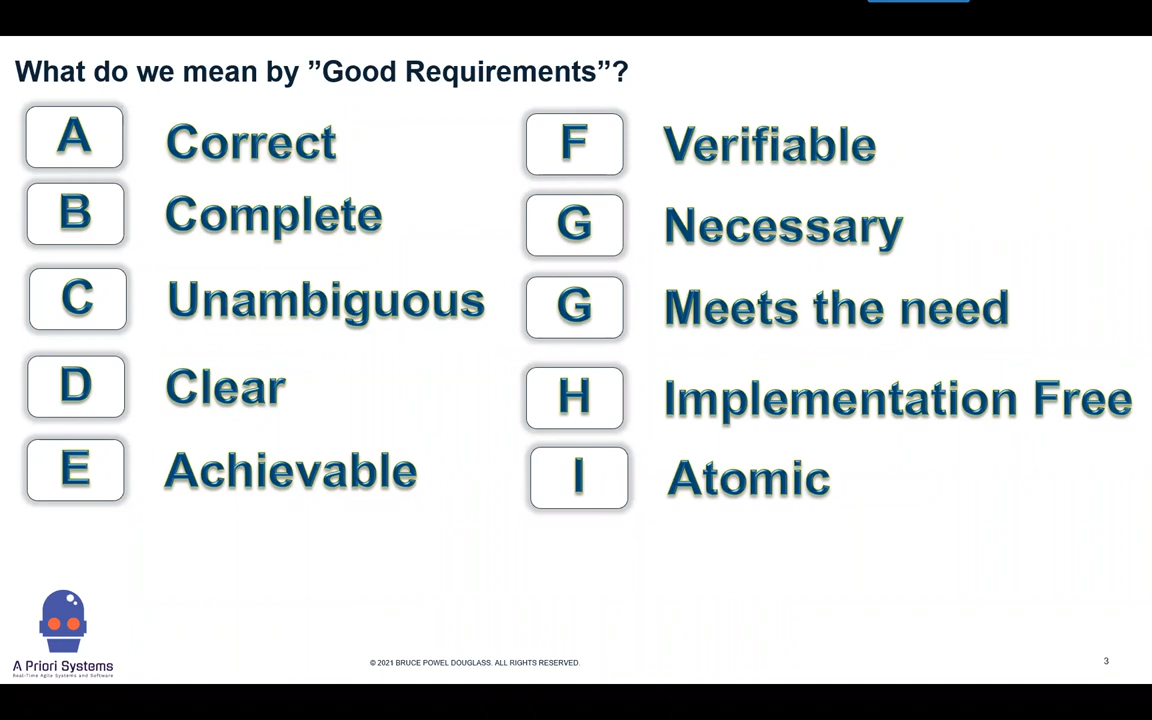 What do we mean by ”Good Requirements”?
A Correct
B Complete
C Unambiguous
D Clear
E Achievable
F Verifiable
G Necessary
G Meets the need
H Implementation Free
I Atomic
A Priori Systems
Real-Time Agile Systems and Software
© 2021 BRUCE POWEL DOUGLASS. ALL RIGHTS RESERVED.
3